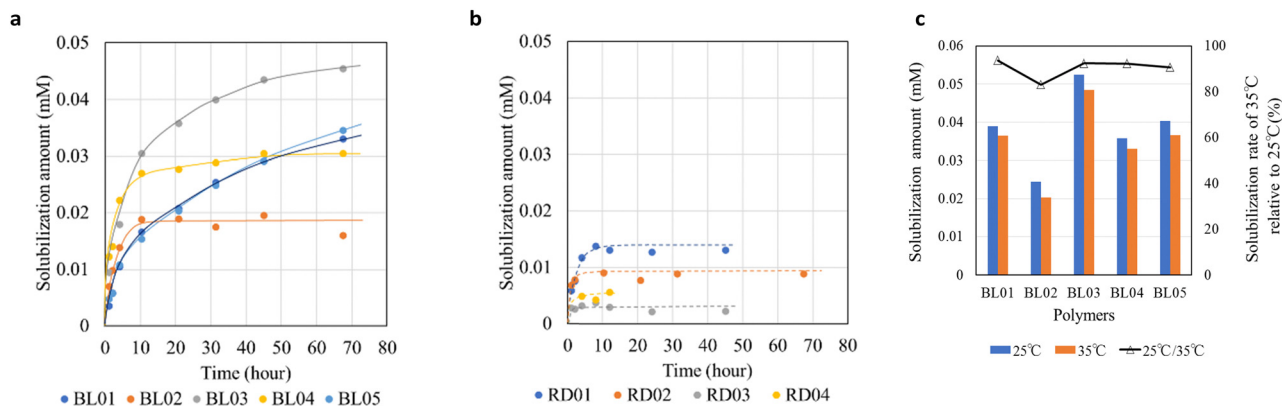 a
0.05
0.04
0.03
0.02
0.01
0
Solubilization amount (mM)
0 10 20 30 40 50 60 70 80
Time (hour)
BL01 BL02 BL03 BL04 BL05
b
0.05
0.04
0.03
0.02
0.01
0
Solubilization amount (mM)
0 10 20 30 40 50 60 70 80
Time (hour)
RD01 RD02 RD03 RD04
c
0.06
0.05
0.04
0.03
0.02
0.01
0
Solubilization amount (mM)
100
80
60
40
20
0
Solubilization rate of 35℃
relative to 25℃(%)
BL01 BL02 BL03 BL04 BL05
Polymers
25℃ 35℃ 25℃/35℃